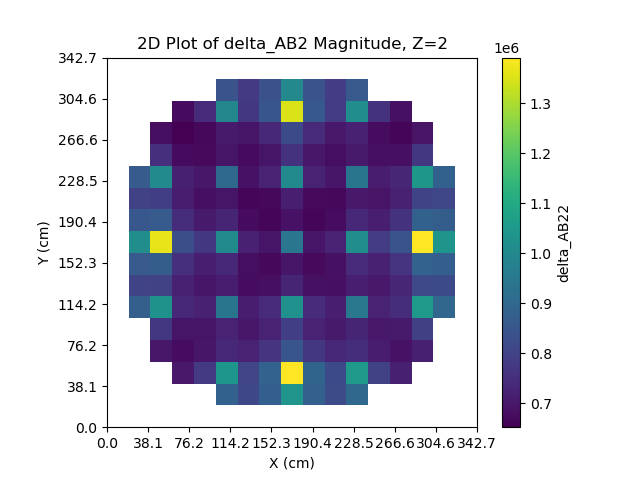 2D Plot of delta_AB2 Magnitude, Z=2
1e6
342.7
304.6
266.6
228.5
190.4
152.3
114.2
76.2
38.1
0.0
Y (cm)
0.0 38.1 76.2 114.2 152.3 190.4 228.5 266.6 304.6 342.7
X (cm)
1.3
1.2
1.1
1.0
0.9
0.8
0.7
delta_AB22